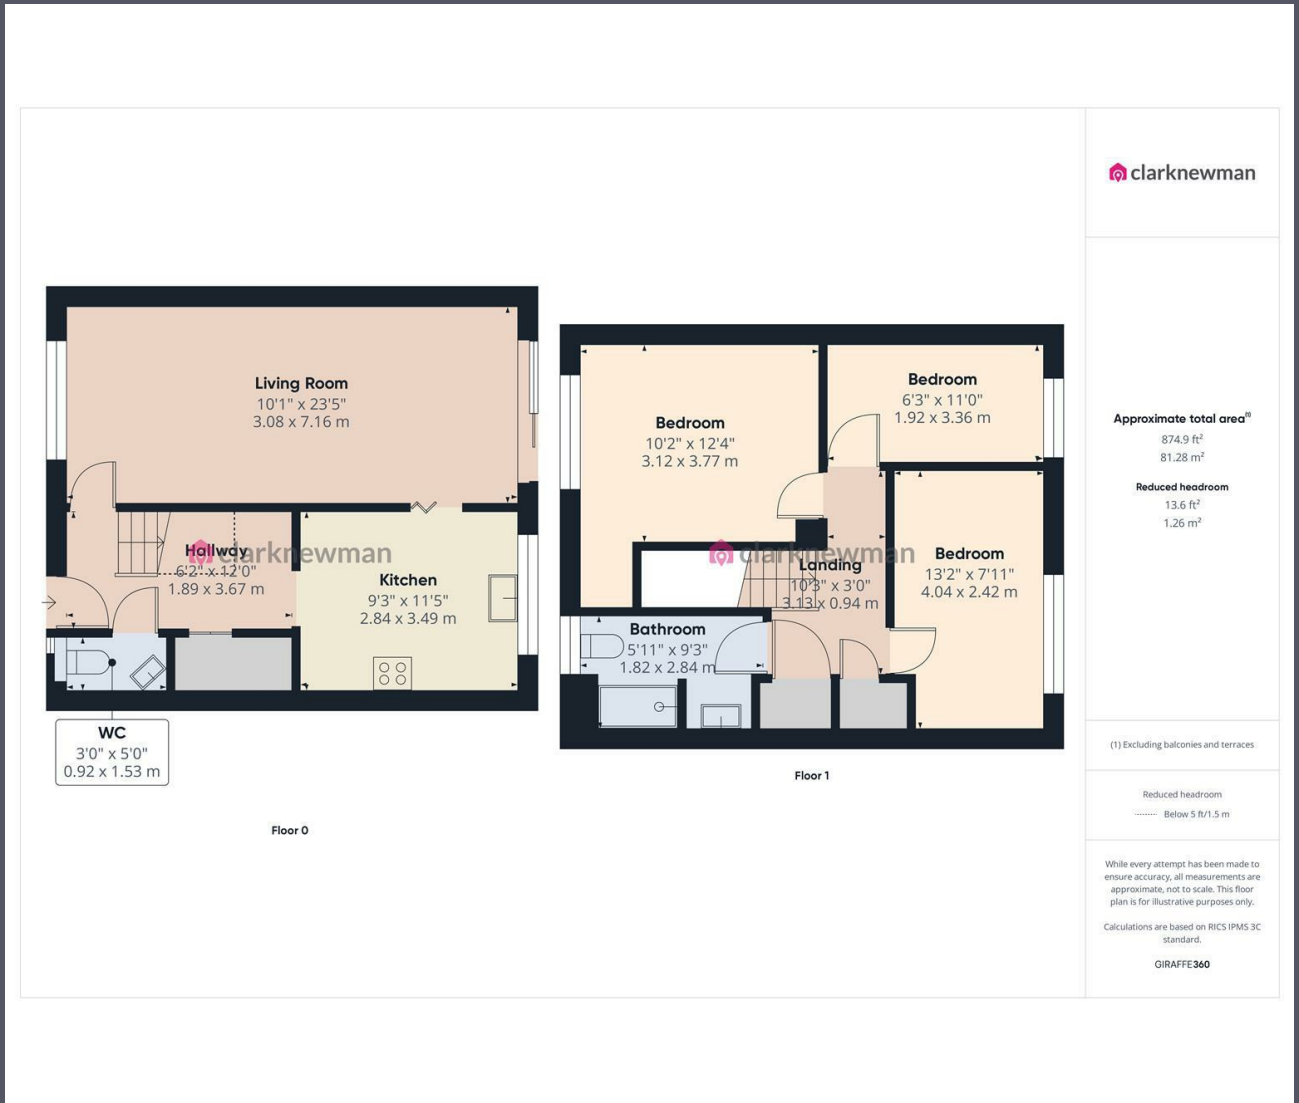 clarknewman
Living Room
10'1" x 23'5"
3.08 x 7.16 m
Hallway
6'2" x 12'0"
1.89 x 3.67 m
clarknewman
Kitchen
9'3" x 11'5"
2.84 x 3.49 m
WC
3'0" x 5'0"
0.92 x 1.53 m
Floor 0
Bedroom
10'2" x 12'4"
3.12 x 3.77 m
Bedroom
6'3" x 11'0"
1.92 x 3.36 m
clarknewman
Landing
10'3" x 3'0"
3.13 x 0.94 m
Bedroom
13'2" x 7'11"
4.04 x 2.42 m
Bathroom
5'11" x 9'3"
1.82 x 2.84 m
Floor 1
Approximate total area(1)
874.9 ft²
81.28 m²
Reduced headroom
13.6 ft²
1.26 m²
(1) Excluding balconies and terraces
Reduced headroom
Below 5 ft/1.5 m
While every attempt has been made to
ensure accuracy, all measurements are
approximate, not to scale. This floor
plan is for illustrative purposes only.
Calculations are based on RICS IPMS 3C
standard.
GIRAFFE360